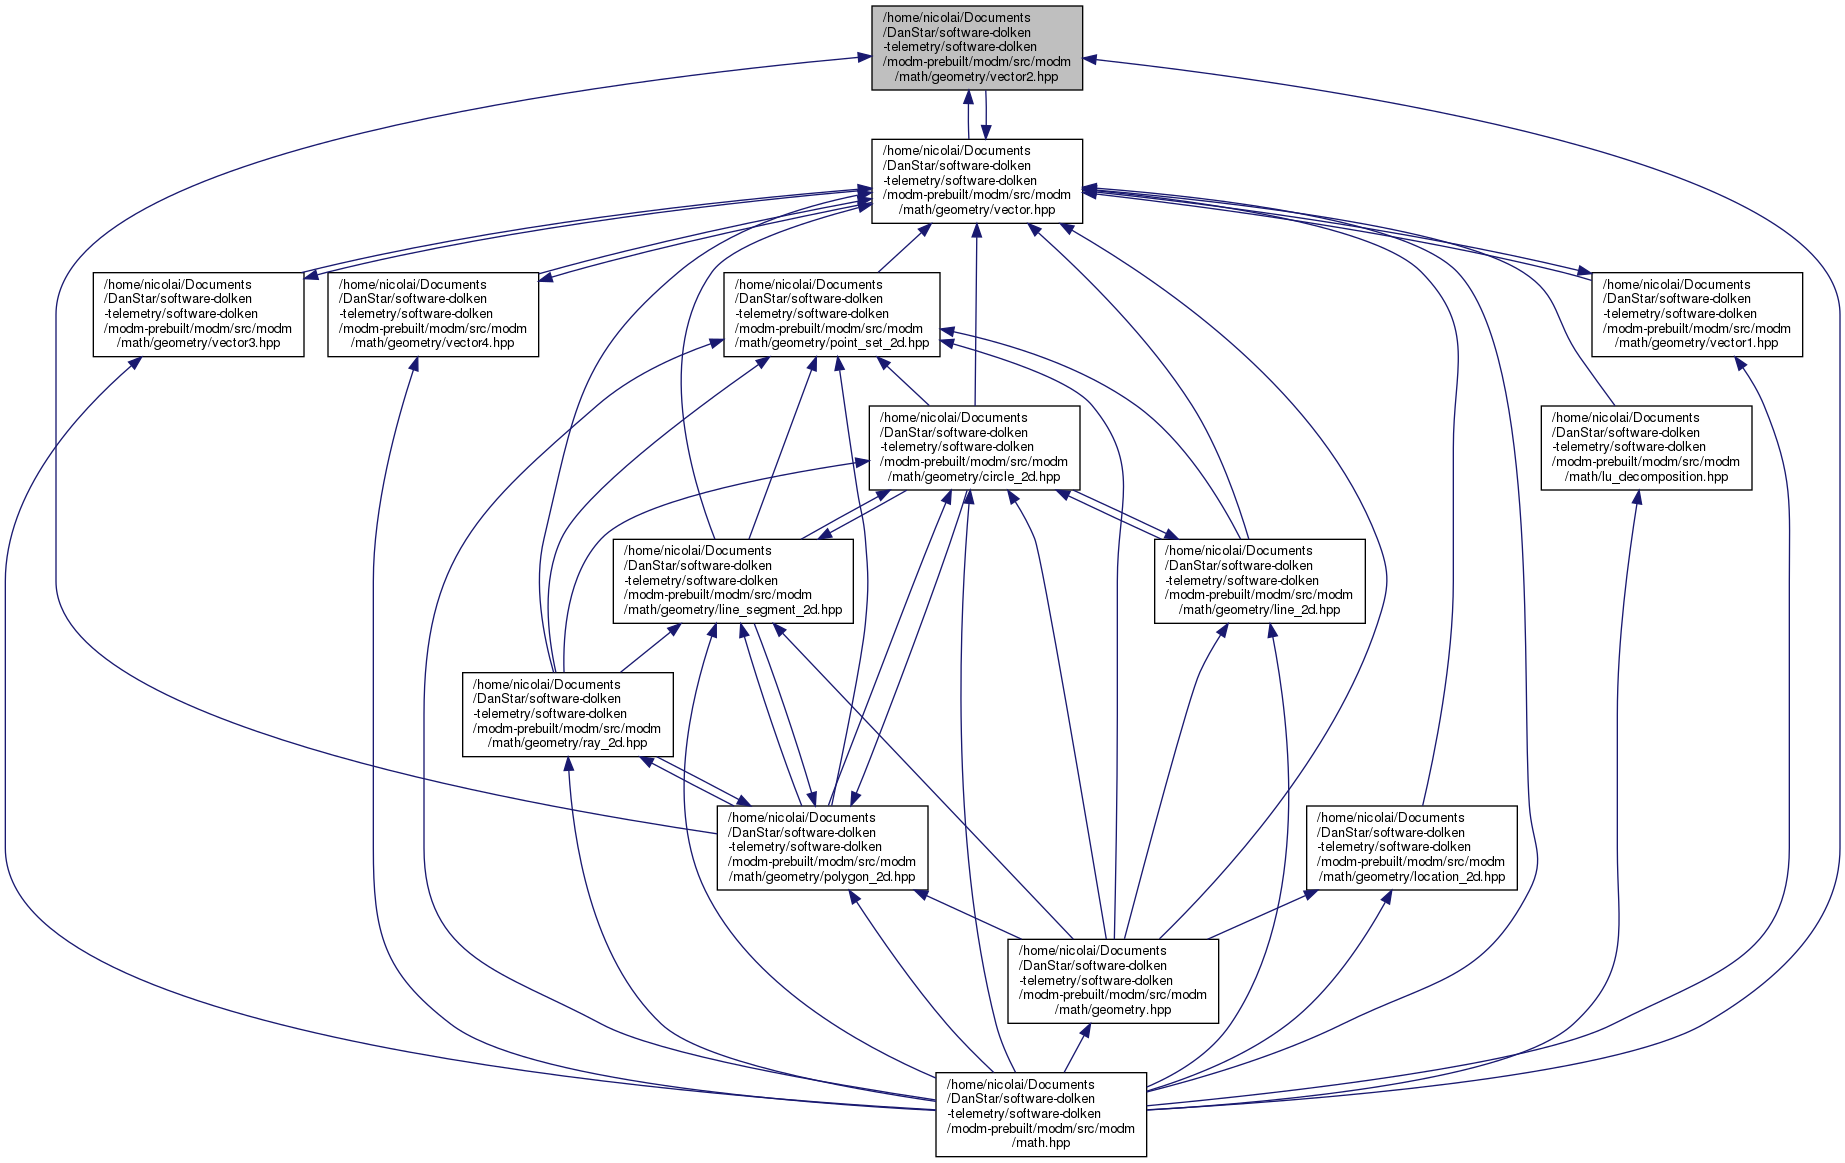 /home/nicolai/Documents
/DanStar/software-dolken
-telemetry/software-dolken
/modm-prebuilt/modm/src/modm
/math/geometry/vector2.hpp
/home/nicolai/Documents
/DanStar/software-dolken
-telemetry/software-dolken
/modm-prebuilt/modm/src/modm
/math/geometry/vector.hpp
/home/nicolai/Documents
/DanStar/software-dolken
-telemetry/software-dolken
/modm-prebuilt/modm/src/modm
/math/geometry/vector3.hpp
/home/nicolai/Documents
/DanStar/software-dolken
-telemetry/software-dolken
/modm-prebuilt/modm/src/modm
/math/geometry/vector4.hpp
/home/nicolai/Documents
/DanStar/software-dolken
-telemetry/software-dolken
/modm-prebuilt/modm/src/modm
/math/geometry/point_set_2d.hpp
/home/nicolai/Documents
/DanStar/software-dolken
-telemetry/software-dolken
/modm-prebuilt/modm/src/modm
/math/geometry/vector1.hpp
/home/nicolai/Documents
/DanStar/software-dolken
-telemetry/software-dolken
/modm-prebuilt/modm/src/modm
/math/geometry/circle_2d.hpp
/home/nicolai/Documents
/DanStar/software-dolken
-telemetry/software-dolken
/modm-prebuilt/modm/src/modm
/math/lu_decomposition.hpp
/home/nicolai/Documents
/DanStar/software-dolken
-telemetry/software-dolken
/modm-prebuilt/modm/src/modm
/math/geometry/line_segment_2d.hpp
/home/nicolai/Documents
/DanStar/software-dolken
-telemetry/software-dolken
/modm-prebuilt/modm/src/modm
/math/geometry/line_2d.hpp
/home/nicolai/Documents
/DanStar/software-dolken
-telemetry/software-dolken
/modm-prebuilt/modm/src/modm
/math/geometry/ray_2d.hpp
/home/nicolai/Documents
/DanStar/software-dolken
-telemetry/software-dolken
/modm-prebuilt/modm/src/modm
/math/geometry/polygon_2d.hpp
/home/nicolai/Documents
/DanStar/software-dolken
-telemetry/software-dolken
/modm-prebuilt/modm/src/modm
/math/geometry/location_2d.hpp
/home/nicolai/Documents
/DanStar/software-dolken
-telemetry/software-dolken
/modm-prebuilt/modm/src/modm
/math/geometry.hpp
/home/nicolai/Documents
/DanStar/software-dolken
-telemetry/software-dolken
/modm-prebuilt/modm/src/modm
/math.hpp